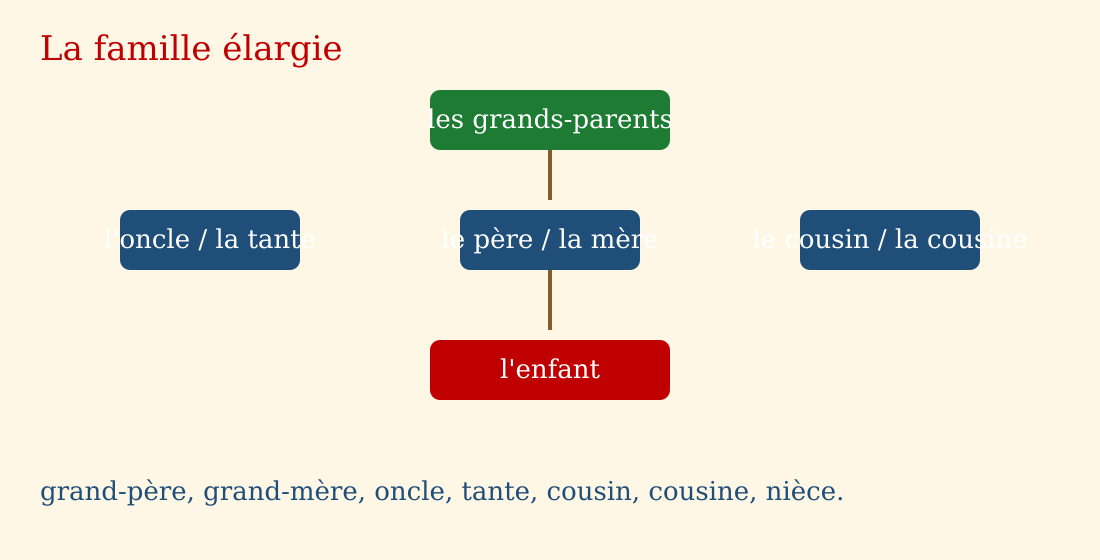 La famille élargie
les grands-parents
l'oncle / la tante
le père / la mère
le cousin / la cousine
l'enfant
grand-père, grand-mère, oncle, tante, cousin, cousine, nièce.